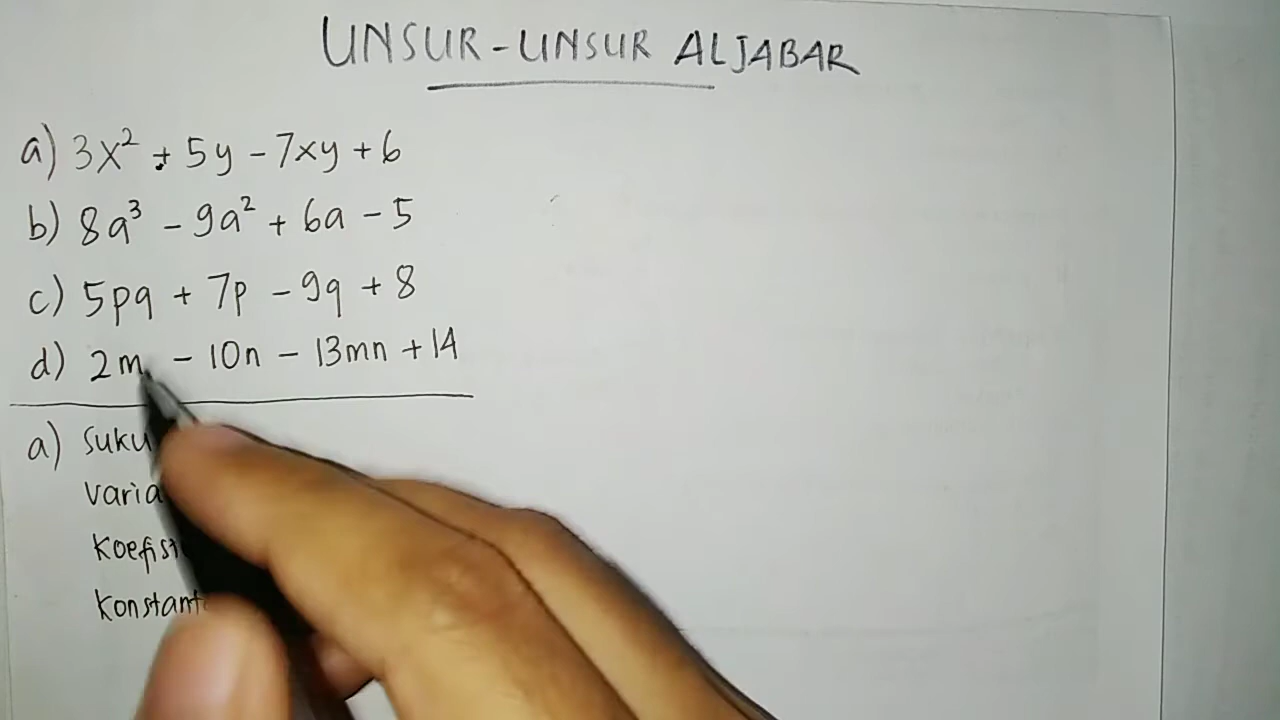 UNSUR-UNSUR ALJABAR
a) 3x² + 5y - 7xy + 6
b) 8a³ - 9a² + 6a - 5
c) 5pq + 7p - 9q + 8
d) 2m - 10n - 13mn + 14
a) suku